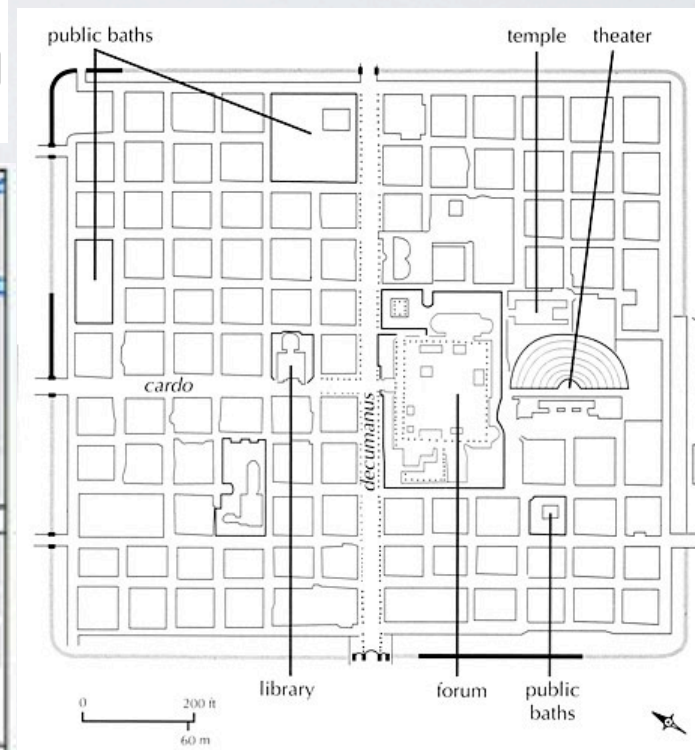 public baths
temple
theater
cardo
decumanus
library
forum
public
baths
0
200 ft
60 m